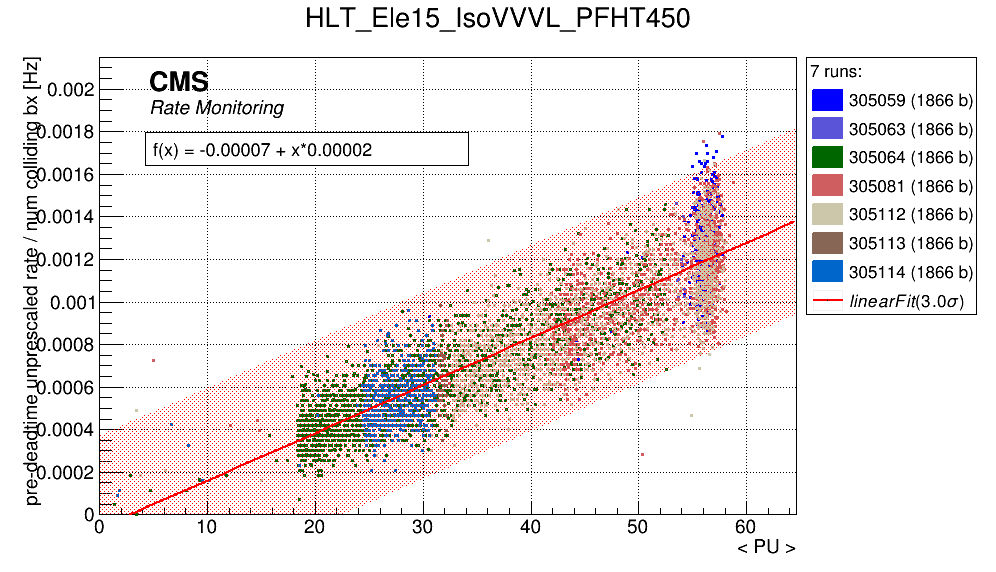 HLT_Ele15_IsoVVVL_PFHT450
pre-deadtime unprescaled rate / num colliding bx [Hz]
CMS
Rate Monitoring
f(x) = -0.00007 + x*0.00002
0.002
0.0018
0.0016
0.0014
0.0012
0.001
0.0008
0.0006
0.0004
0.0002
0
0 10 20 30 40 50 60
< PU >
7 runs:
305059 (1866 b)
305063 (1866 b)
305064 (1866 b)
305081 (1866 b)
305112 (1866 b)
305113 (1866 b)
305114 (1866 b)
linearFit(3.0σ)